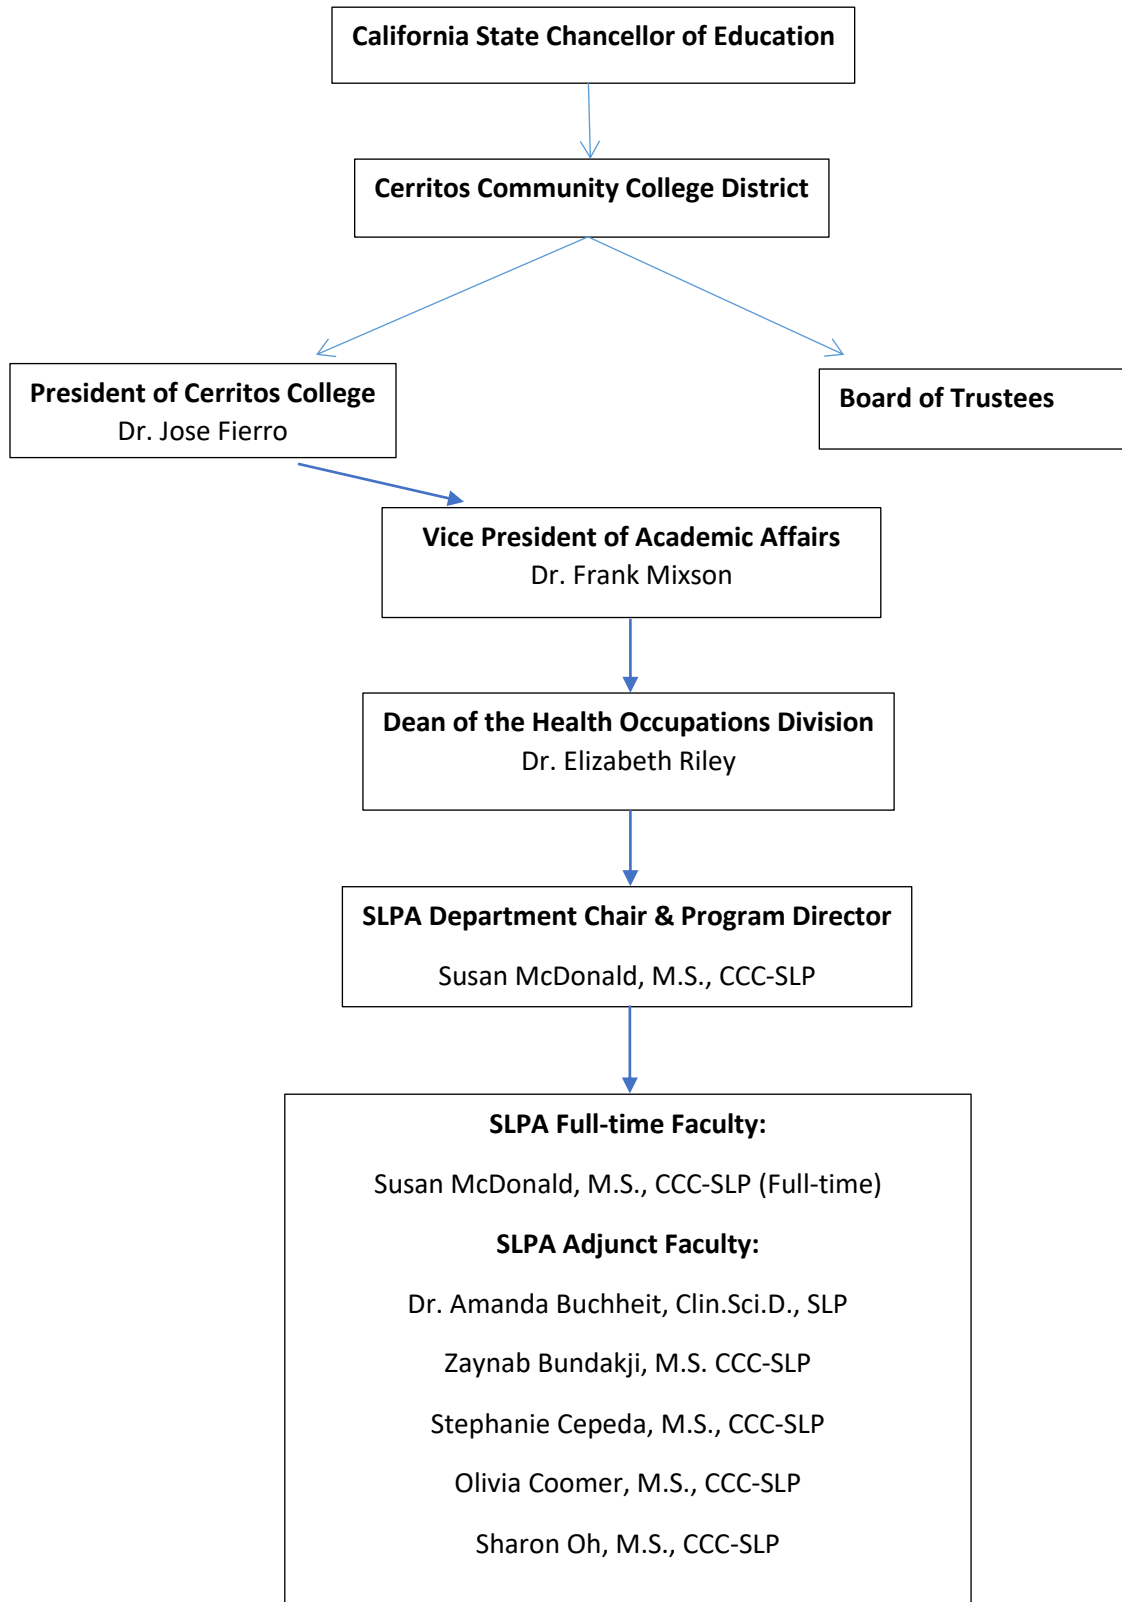 California State Chancellor of Education
Cerritos Community College District
President of Cerritos College
Dr. Jose Fierro
Board of Trustees
Vice President of Academic Affairs
Dr. Frank Mixson
Dean of the Health Occupations Division
Dr. Elizabeth Riley
SLPA Department Chair & Program Director
Susan McDonald, M.S., CCC-SLP
SLPA Full-time Faculty:
Susan McDonald, M.S., CCC-SLP (Full-time)
SLPA Adjunct Faculty:
Dr. Amanda Buchheit, Clin.Sci.D., SLP
Zaynab Bundakji, M.S. CCC-SLP
Stephanie Cepeda, M.S., CCC-SLP
Olivia Coomer, M.S., CCC-SLP
Sharon Oh, M.S., CCC-SLP